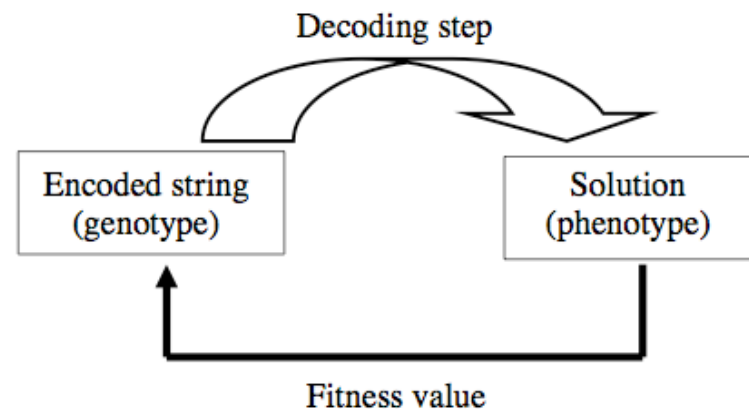 Decoding step
Encoded string
(genotype)
Solution
(phenotype)
Fitness value